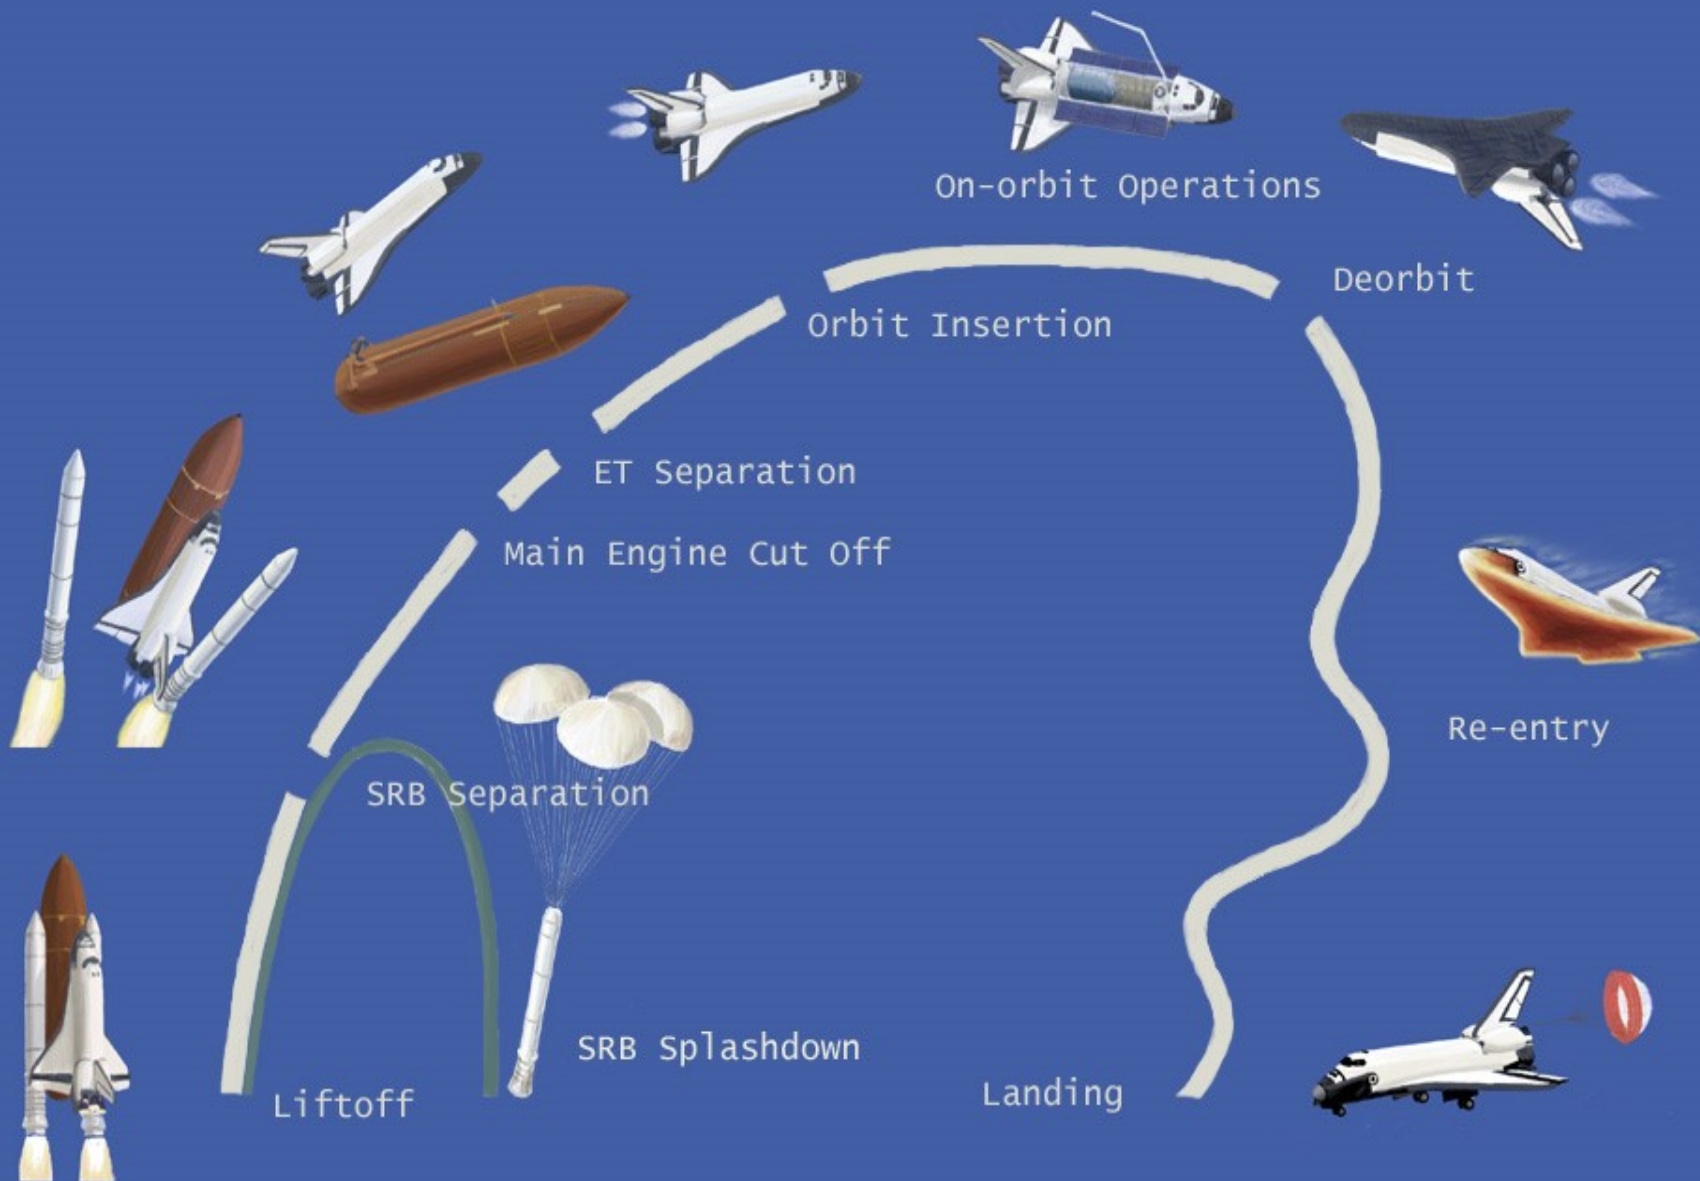 On-orbit Operations
Deorbit
Orbit Insertion
ET Separation
Main Engine Cut Off
Re-entry
SRB Separation
SRB Splashdown
Landing
Liftoff